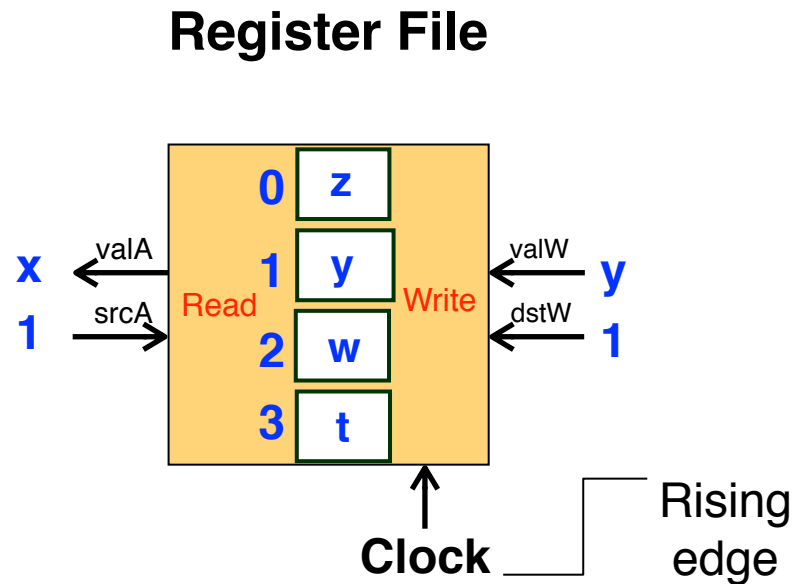 Register File
0 z
x valA 1 y valW y
Read Write
1 srcA 2 w dstW 1
3 t
Clock
Rising
edge